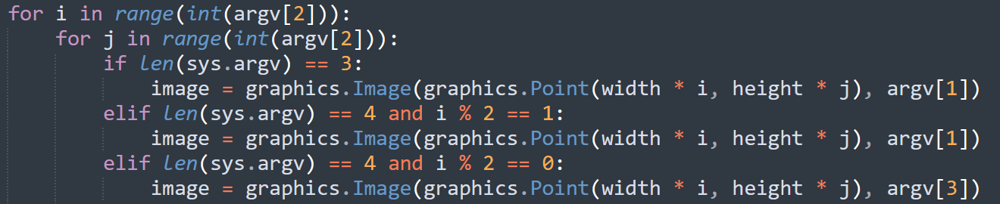 for i in range(int(argv[2])):
    for j in range(int(argv[2])):
        if len(sys.argv) == 3:
            image = graphics.Image(graphics.Point(width * i, height * j), argv[1])
        elif len(sys.argv) == 4 and i % 2 == 1:
            image = graphics.Image(graphics.Point(width * i, height * j), argv[1])
        elif len(sys.argv) == 4 and i % 2 == 0:
            image = graphics.Image(graphics.Point(width * i, height * j), argv[3])